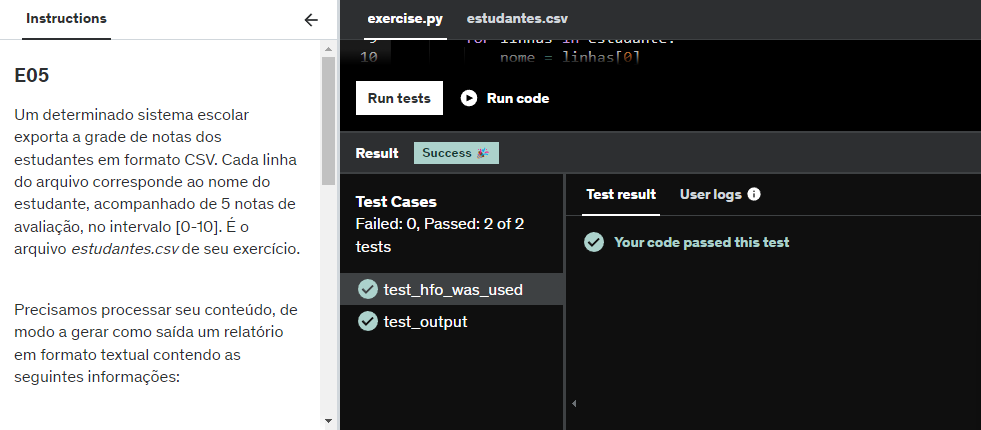 Instructions
E05
Um determinado sistema escolar
exporta a grade de notas dos
estudantes em formato CSV. Cada linha
do arquivo corresponde ao nome do
estudante, acompanhado de 5 notas de
avaliação, no intervalo [0-10]. É o
arquivo estudantes.csv de seu exercício.
Precisamos processar seu conteúdo, de
modo a gerar como saída um relatório
em formato textual contendo as
seguintes informações:
exercise.py
estudantes.csv
9 for linhas in estudante:
10 nome = linhas[0]
Run tests
Run code
Result
Success
Test Cases
Failed: 0, Passed: 2 of 2
tests
test_hfo_was_used
test_output
Test result
User logs
Your code passed this test